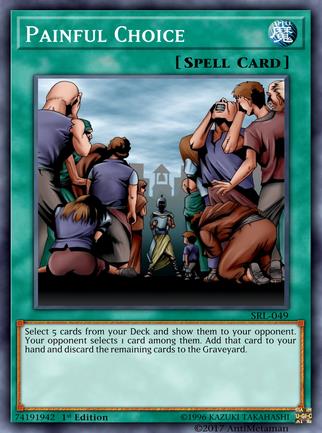 Painful Choice
[Spell Card]
SRL-049
Select 5 cards from your Deck and show them to your opponent.
Your opponent selects 1 card among them. Add that card to your
hand and discard the remaining cards to the Graveyard.
74191942 1st Edition ©1996 KAZUKI TAKAHASHI
©2017 AntiMetaman